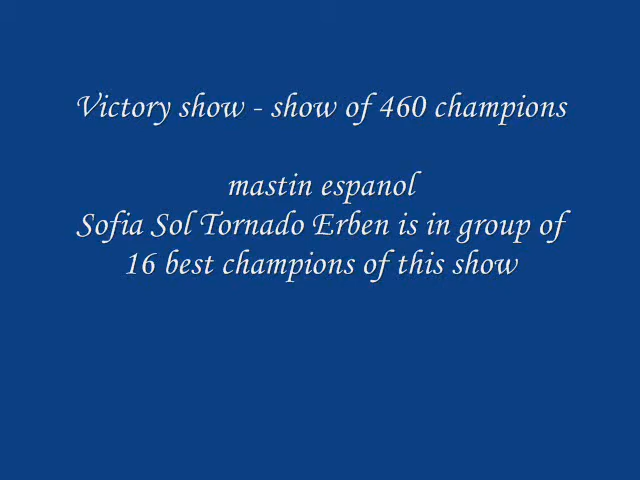 Victory show - show of 460 champions
mastin espanol
Sofia Sol Tornado Erben is in group of
16 best champions of this show